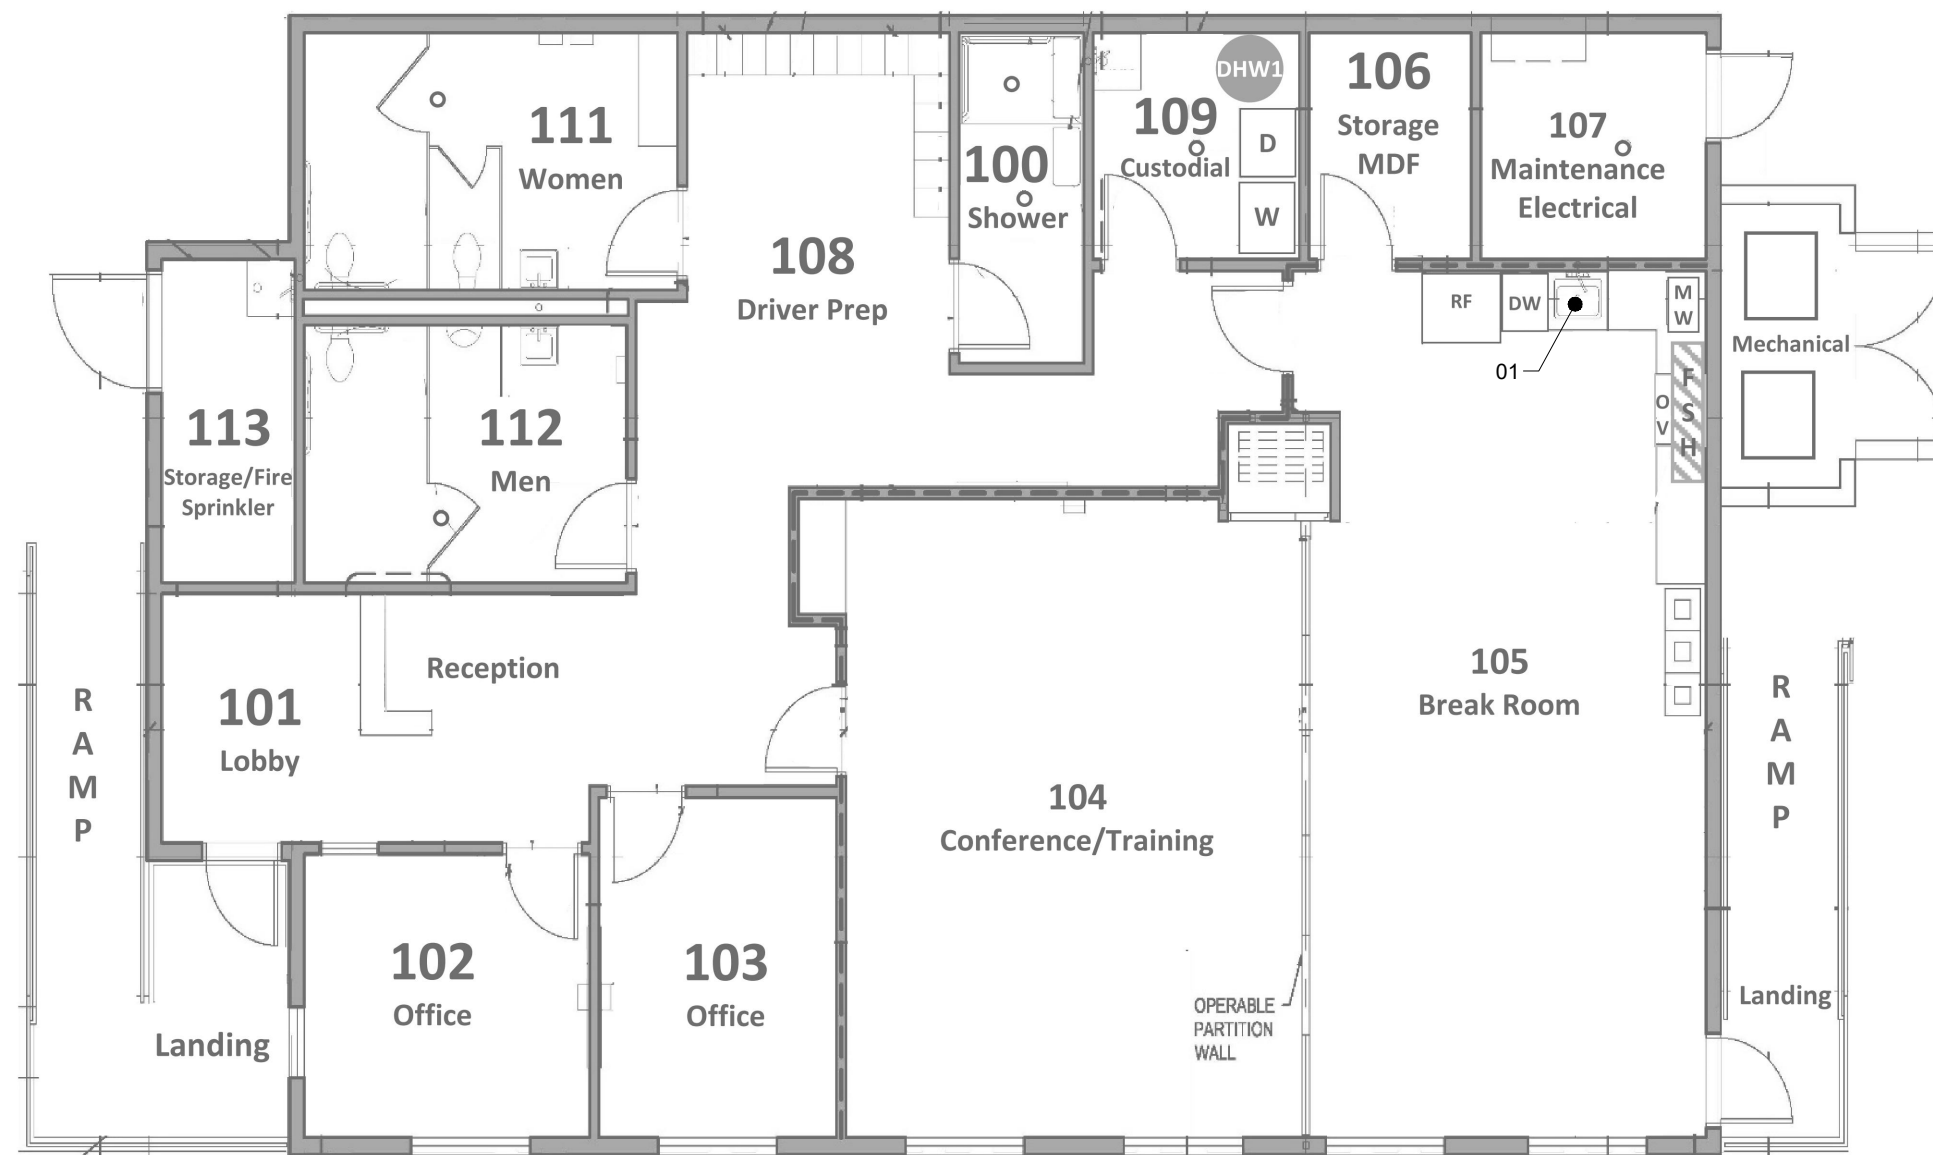 111
Women
108
Driver Prep
100
Shower
109
Custodial
DHW1
D
W
106
Storage
MDF
107
Maintenance
Electrical
RF
DW
M
W
01
O
V
F
S
H
Mechanical
113
Storage/Fire
Sprinkler
112
Men
R
A
M
P
101
Lobby
Reception
105
Break Room
R
A
M
P
104
Conference/Training
102
Office
103
Office
OPERABLE
PARTITION
WALL
Landing
Landing